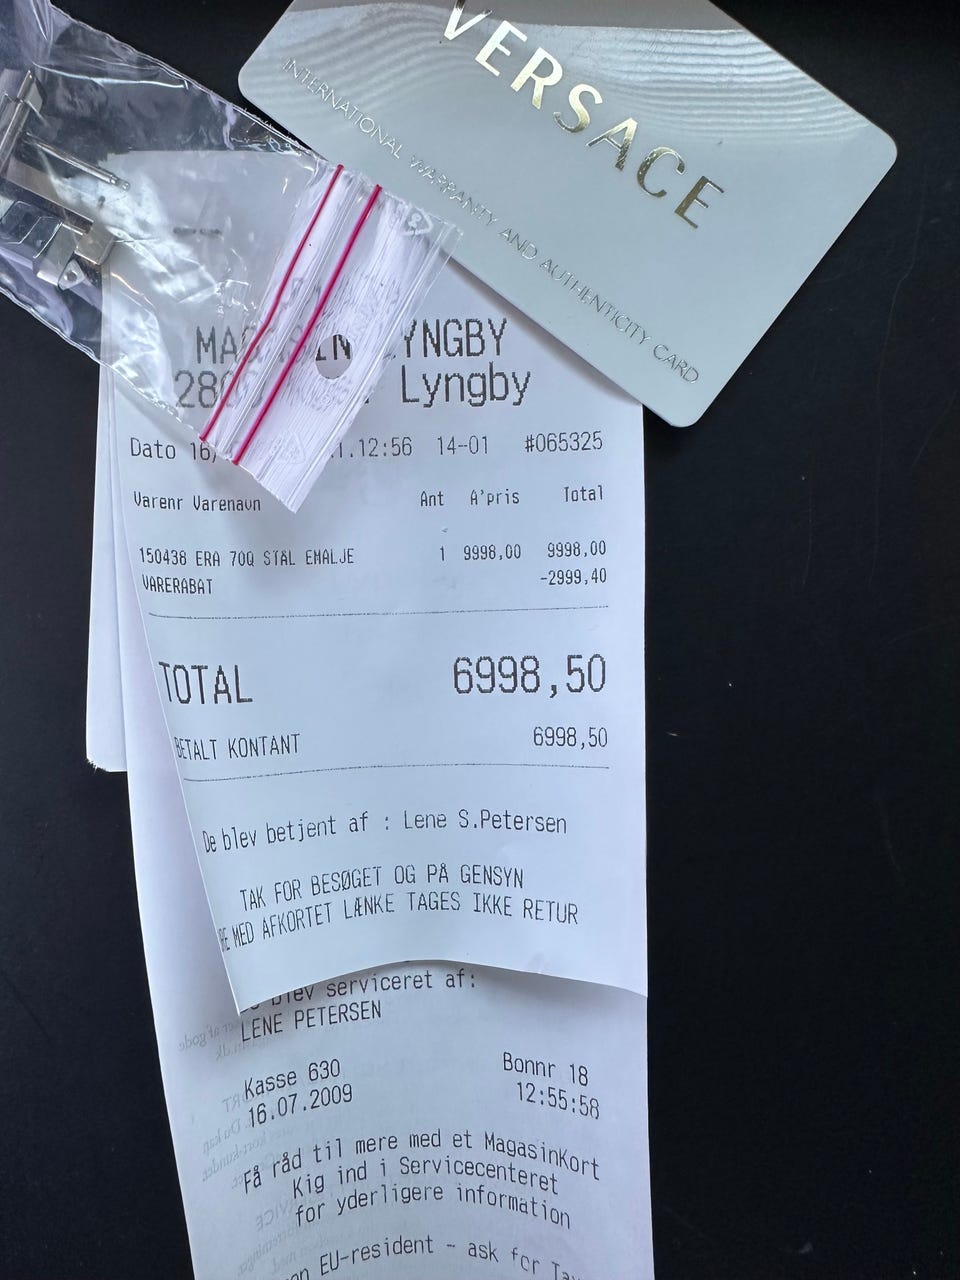 VERSACE
INTERNATIONAL WARRANTY AND AUTHENTICITY CARD
LYNGBY
Lyngby
Dato 16/ .12:56 14-01 #065325
Varenr Varenavn Ant A'pris Total
150438 ERA 70Q STÅL EMALJE 1 9998,00 9998,00
VARERABAT -2999,40
TOTAL 6998,50
BETALT KONTANT 6998,50
De blev betjent af : Lene S.Petersen
TAK FOR BESØGET OG PÅ GENSYN
MED AFKORTET LÆNKE TAGES IKKE RETUR
blev serviceret af:
LENE PETERSEN
Kasse 630 Bonnr 18
16.07.2009 12:55:58
Få råd til mere med et MagasinKort
Kig ind i Servicecenteret
for yderligere information
EU-resident - ask for